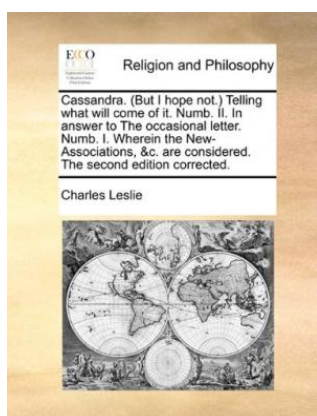 ECCO
Religion and Philosophy
Cassandra. (But I hope not.) Telling
what will come of it. Numb. II. In
answer to The occasional letter.
Numb. I. Wherein the New-
Associations, &c. are considered.
The second edition corrected.
Charles Leslie